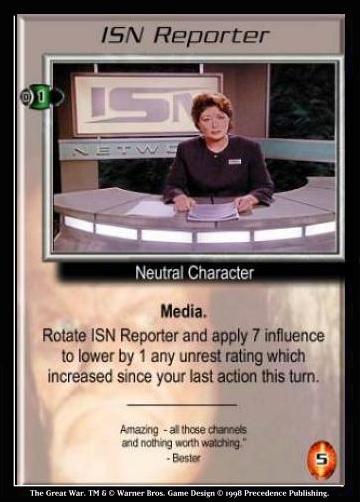 ISN Reporter
1
ISN
NETWO
Neutral Character
Media.
Rotate ISN Reporter and apply 7 influence
to lower by 1 any unrest rating which
increased since your last action this turn.
Amazing - all those channels
and nothing worth watching."
- Bester
5
The Great War. TM & © Warner Bros. Game Design © 1998 Precedence Publishing.